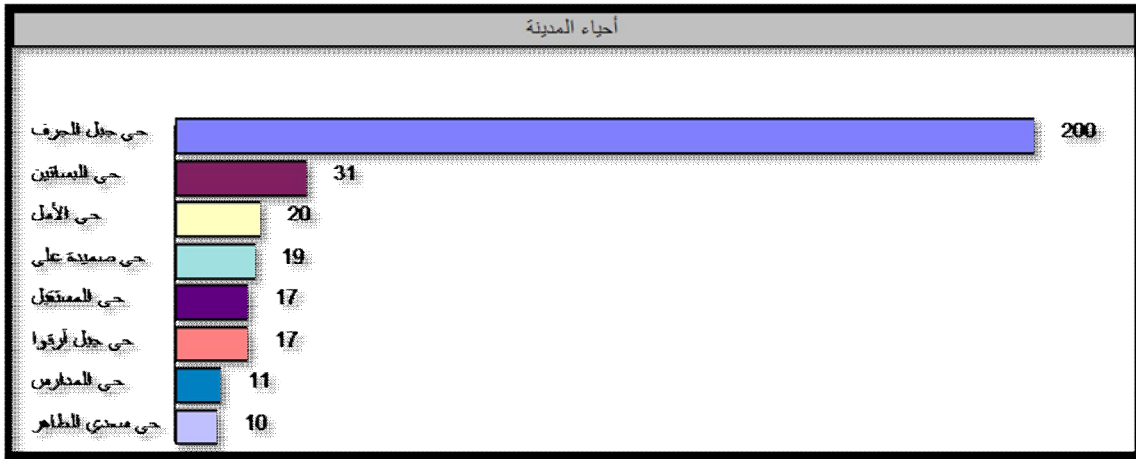 أحياء المدينة
حي جبل الجرف 200
حي البساتين 31
حي الأمل 20
حي صميدة علي 19
حي المستقبل 17
حي جبل أرقوا 17
حي المدارس 11
حي سيدي الطاهر 10